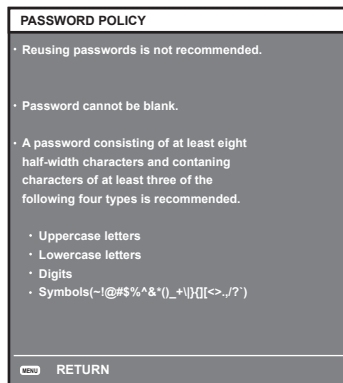 PASSWORD POLICY
・Reusing passwords is not recommended.
・Password cannot be blank.
・A password consisting of at least eight
half-width characters and contaning
characters of at least three of the
following four types is recommended.
・Uppercase letters
・Lowercase letters
・Digits
・Symbols(~!@#$%^&*()_+\|}{][<>.,/?`)
MENU RETURN